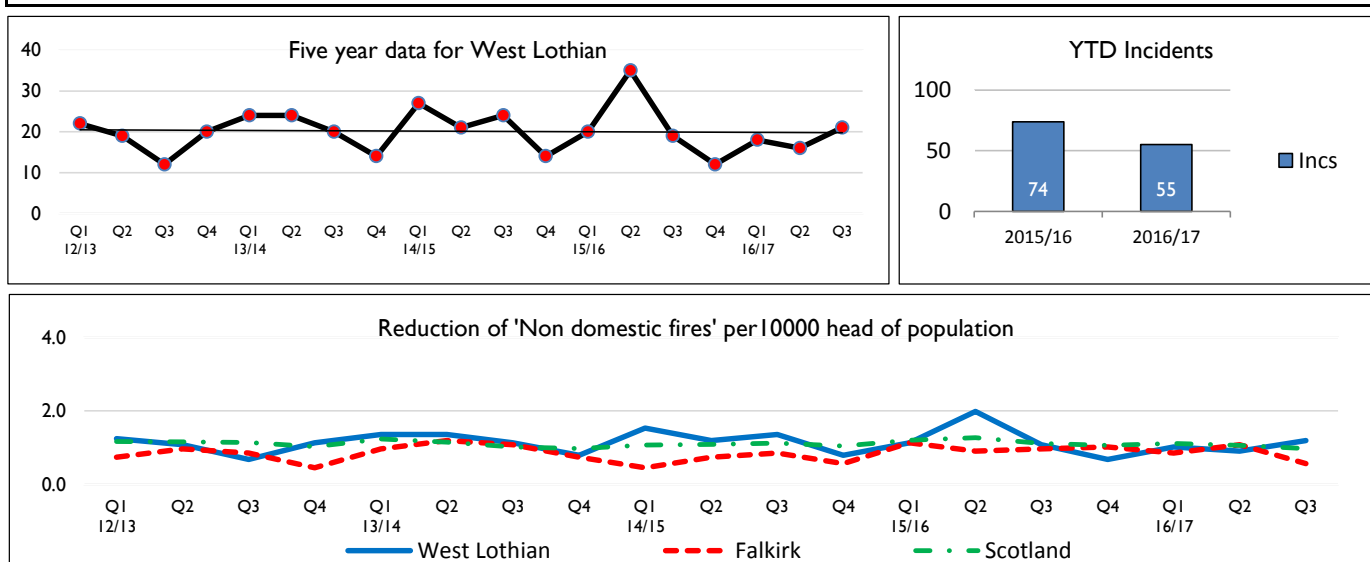 Five year data for West Lothian
40
30
20
10
0
Q1 Q2 Q3 Q4 Q1 Q2 Q3 Q4 Q1 Q2 Q3 Q4 Q1 Q2 Q3 Q4 Q1 Q2 Q3
12/13 13/14 14/15 15/16 16/17
YTD Incidents
100
50
0
74 55
2015/16 2016/17
Incs
Reduction of 'Non domestic fires' per10000 head of population
4.0
2.0
0.0
Q1 Q2 Q3 Q4 Q1 Q2 Q3 Q4 Q1 Q2 Q3 Q4 Q1 Q2 Q3 Q4 Q1 Q2 Q3
12/13 13/14 14/15 15/16 16/17
West Lothian Falkirk Scotland